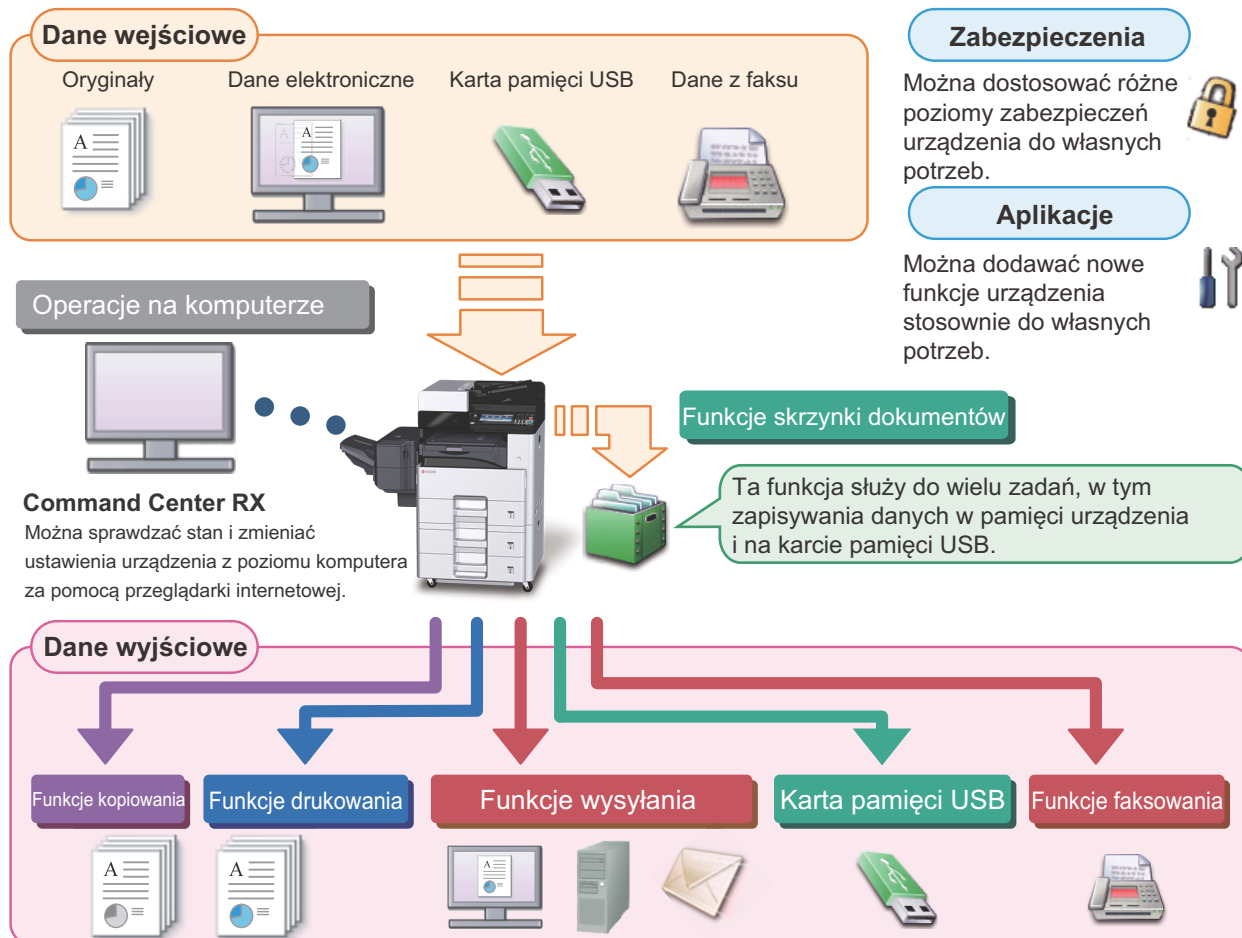 Dane wejściowe
Oryginały
Dane elektroniczne
Karta pamięci USB
Dane z faksu
Zabezpieczenia
Można dostosować różne
poziomy zabezpieczeń
urządzenia do własnych
potrzeb.
Aplikacje
Można dodawać nowe
funkcje urządzenia
stosownie do własnych
potrzeb.
Operacje na komputerze
Command Center RX
Można sprawdzać stan i zmieniać
ustawienia urządzenia z poziomu komputera
za pomocą przeglądarki internetowej.
Funkcje skrzynki dokumentów
Ta funkcja służy do wielu zadań, w tym
zapisywania danych w pamięci urządzenia
i na karcie pamięci USB.
Dane wyjściowe
Funkcje kopiowania
Funkcje drukowania
Funkcje wysyłania
Karta pamięci USB
Funkcje faksowania
A
A
A
A
A